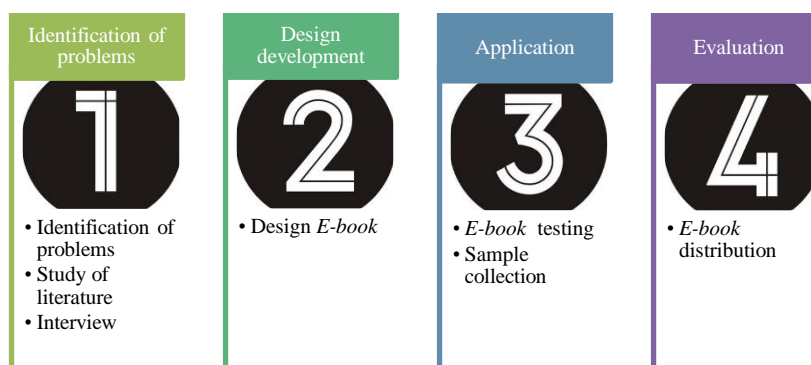 Identification of
problems
1
• Identification of
problems
• Study of
literature
• Interview
Design
development
2
• Design E-book
Application
3
• E-book testing
• Sample
collection
Evaluation
4
• E-book
distribution